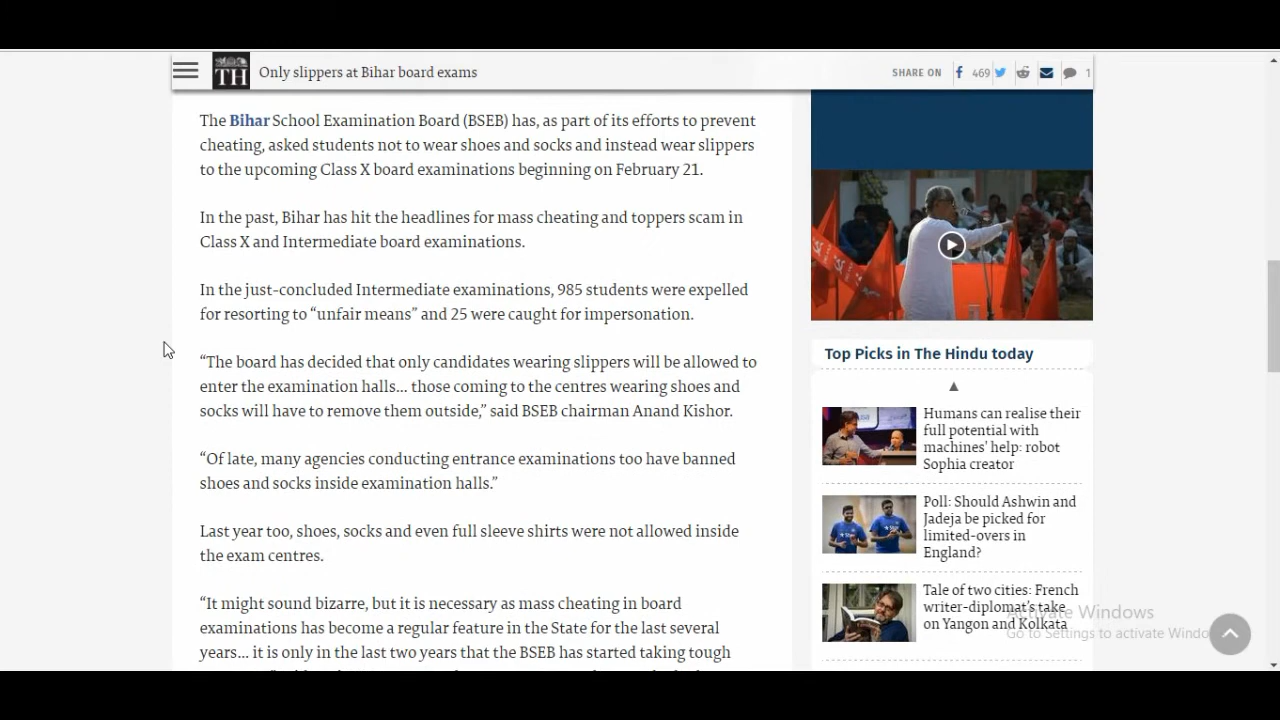 TH
Only slippers at Bihar board exams
SHARE ON
469
1
The Bihar School Examination Board (BSEB) has, as part of its efforts to prevent
cheating, asked students not to wear shoes and socks and instead wear slippers
to the upcoming Class X board examinations beginning on February 21.
In the past, Bihar has hit the headlines for mass cheating and toppers scam in
Class X and Intermediate board examinations.
In the just-concluded Intermediate examinations, 985 students were expelled
for resorting to “unfair means” and 25 were caught for impersonation.
“The board has decided that only candidates wearing slippers will be allowed to
enter the examination halls... those coming to the centres wearing shoes and
socks will have to remove them outside,” said BSEB chairman Anand Kishor.
“Of late, many agencies conducting entrance examinations too have banned
shoes and socks inside examination halls.”
Last year too, shoes, socks and even full sleeve shirts were not allowed inside
the exam centres.
“It might sound bizarre, but it is necessary as mass cheating in board
examinations has become a regular feature in the State for the last several
years... it is only in the last two years that the BSEB has started taking tough
Top Picks in The Hindu today
Humans can realise their
full potential with
machines’ help: robot
Sophia creator
Poll: Should Ashwin and
Jadeja be picked for
limited-overs in
England?
Tale of two cities: French
writer-diplomat’s take
on Yangon and Kolkata
Activate Windows
Go to Settings to activate Windo